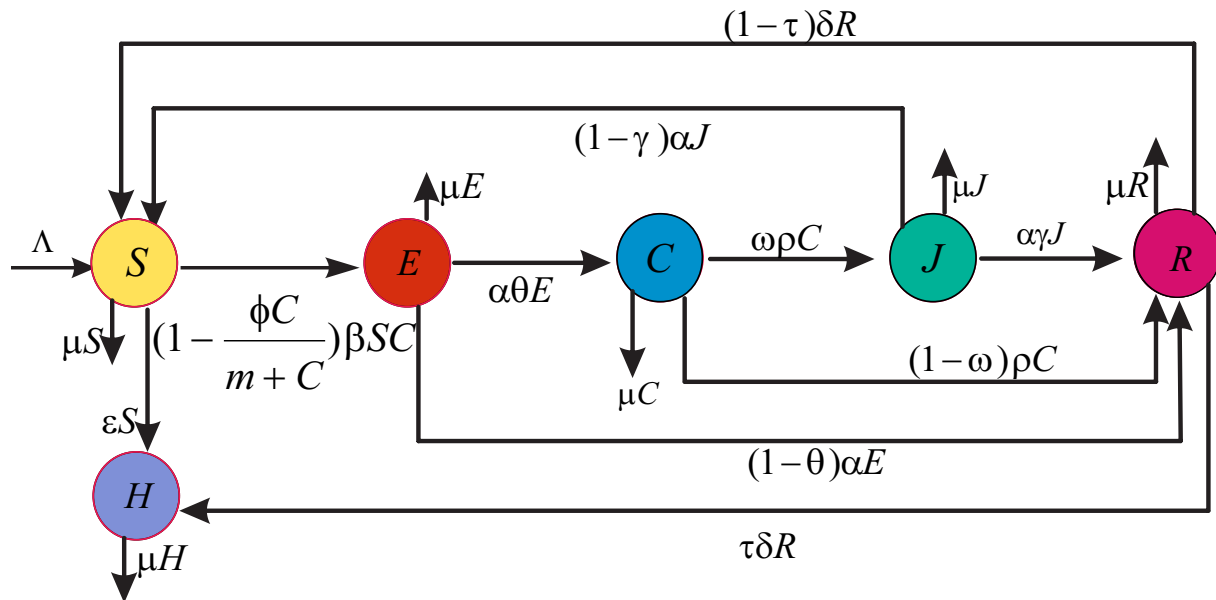 (1−τ)δR
(1−γ)αJ
μE
μJ
μR
Λ
S
E
C
J
R
ωρC
αγJ
αθE
μS
(1-\frac{ϕC}{m+C})βSC
μC
(1−ω)ρC
εS
(1−θ)αE
H
τδR
μH